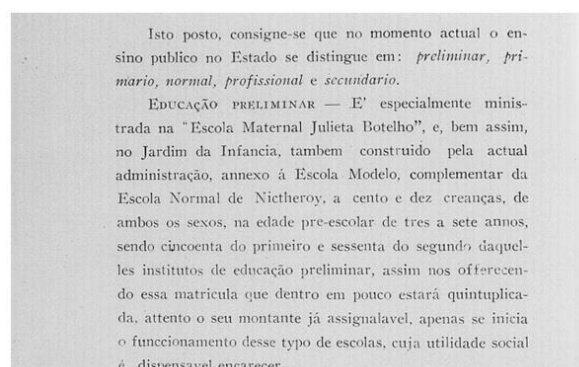 Isto posto, consigne-se que no momento actual o en-
sino publico no Estado se distingue em: preliminar, pri-
mario, normal, profissional e secundario.
EDUCAÇÃO PRELIMINAR — E' especialmente minis-
trada na "Escola Maternal Julieta Botelho", e, bem assim,
no Jardim da Infancia, tambem construido pela actual
administração, annexo á Escola Modelo, complementar da
Escola Normal de Nictheroy, a cento e dez creanças, de
ambos os sexos, na edade pre-escolar de tres a sete annos,
sendo cincoenta do primeiro e sessenta do segundo daquel-
les institutos de educação preliminar, assim nos offerecen-
do essa matricula que dentro em pouco estará quintuplica-
da, attento o seu montante já assignalavel, apenas se inicia
o funccionamento desse typo de escolas, cuja utilidade social
é dispensavel encarecer